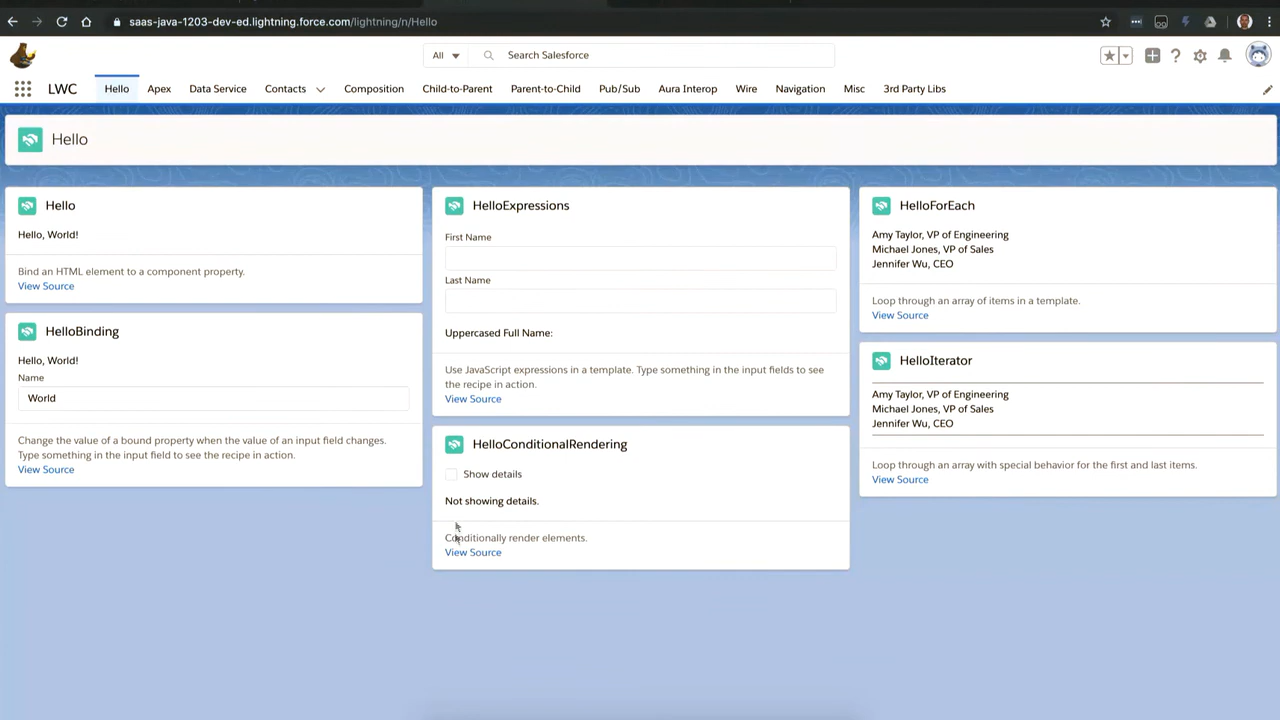 saas-java-1203-dev-ed.lightning.force.com/lightning/n/Hello
All
Search Salesforce
LWC
Hello
Apex
Data Service
Contacts
Composition
Child-to-Parent
Parent-to-Child
Pub/Sub
Aura Interop
Wire
Navigation
Misc
3rd Party Libs
Hello
Hello
Hello, World!
Bind an HTML element to a component property.
View Source
HelloBinding
Hello, World!
Name
World
Change the value of a bound property when the value of an input field changes.
Type something in the input field to see the recipe in action.
View Source
HelloExpressions
First Name
Last Name
Uppercased Full Name:
Use JavaScript expressions in a template. Type something in the input fields to see
the recipe in action.
View Source
HelloConditionalRendering
Show details
Not showing details.
Conditionally render elements.
View Source
HelloForEach
Amy Taylor, VP of Engineering
Michael Jones, VP of Sales
Jennifer Wu, CEO
Loop through an array of items in a template.
View Source
HelloIterator
Amy Taylor, VP of Engineering
Michael Jones, VP of Sales
Jennifer Wu, CEO
Loop through an array with special behavior for the first and last items.
View Source